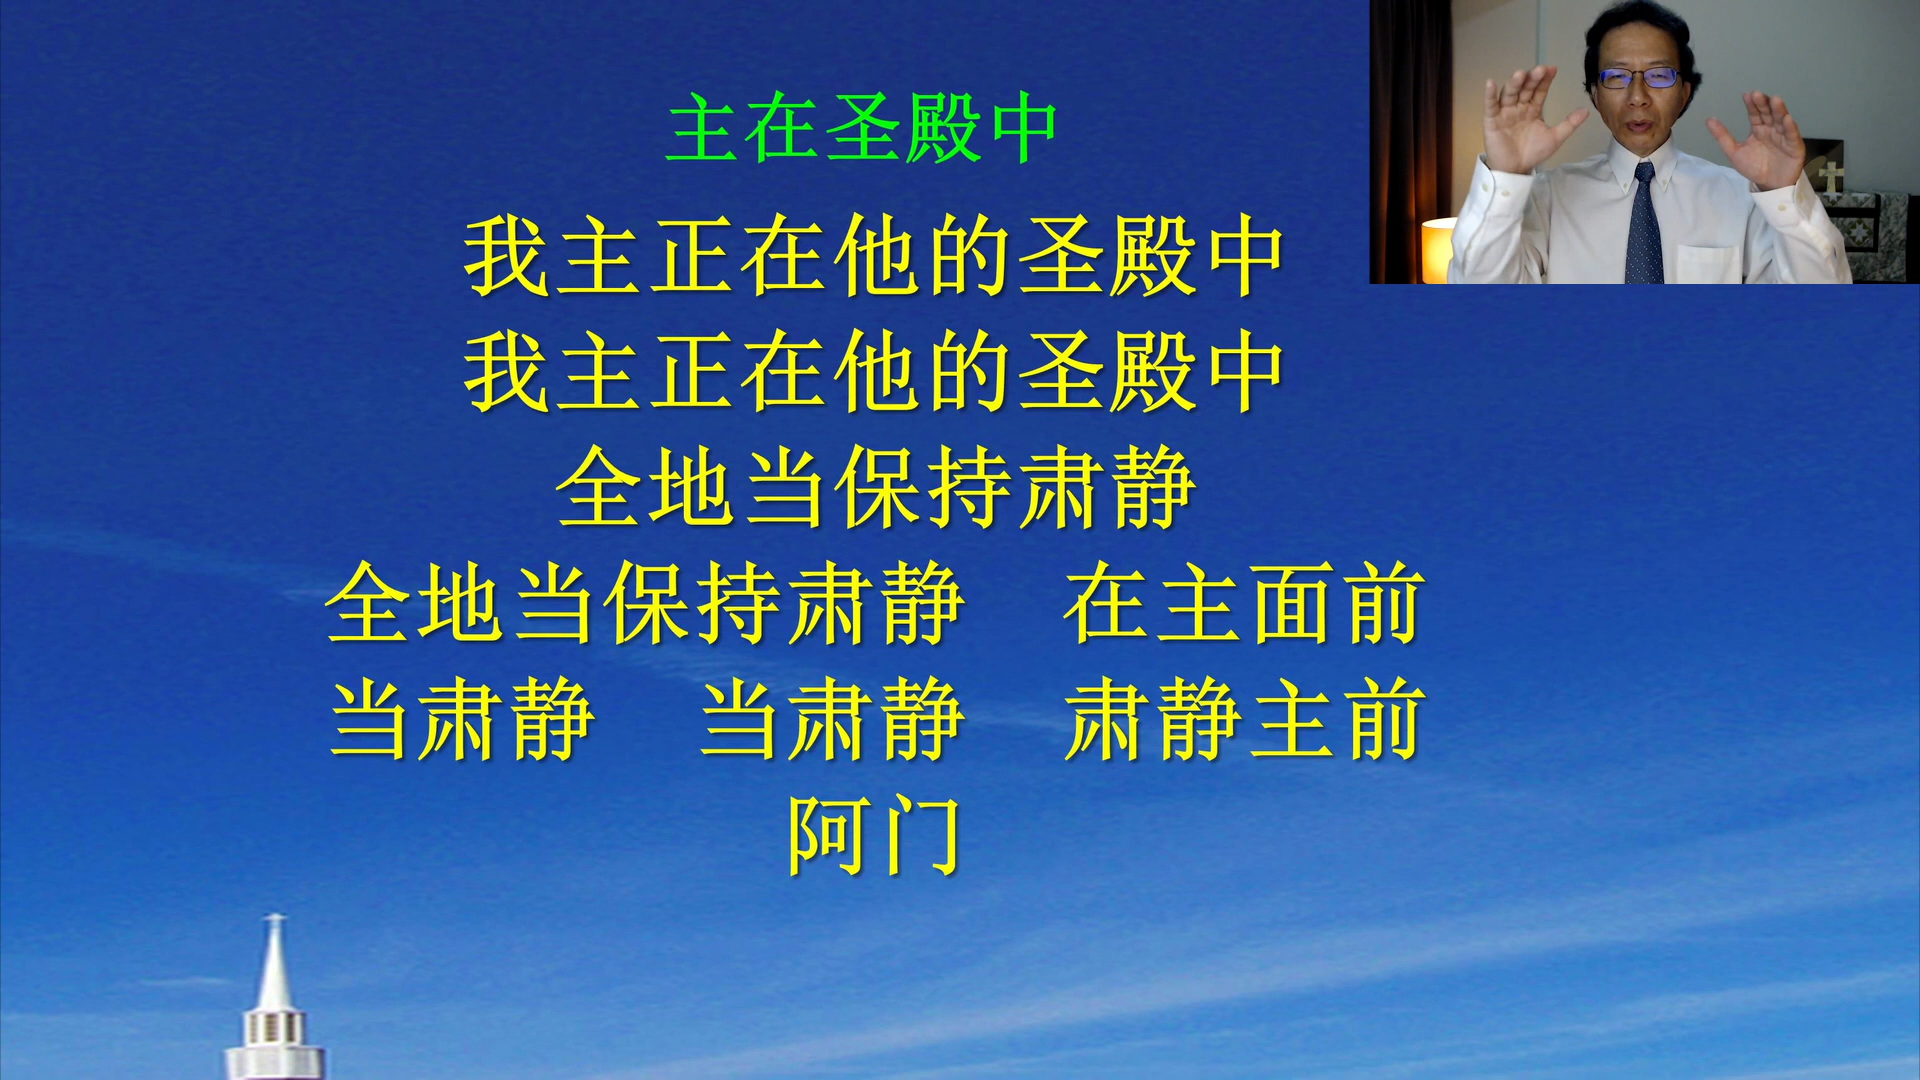 主在圣殿中
我主正在他的圣殿中
我主正在他的圣殿中
全地当保持肃静
全地当保持肃静　在主面前
当肃静　当肃静　肃静主前
阿门